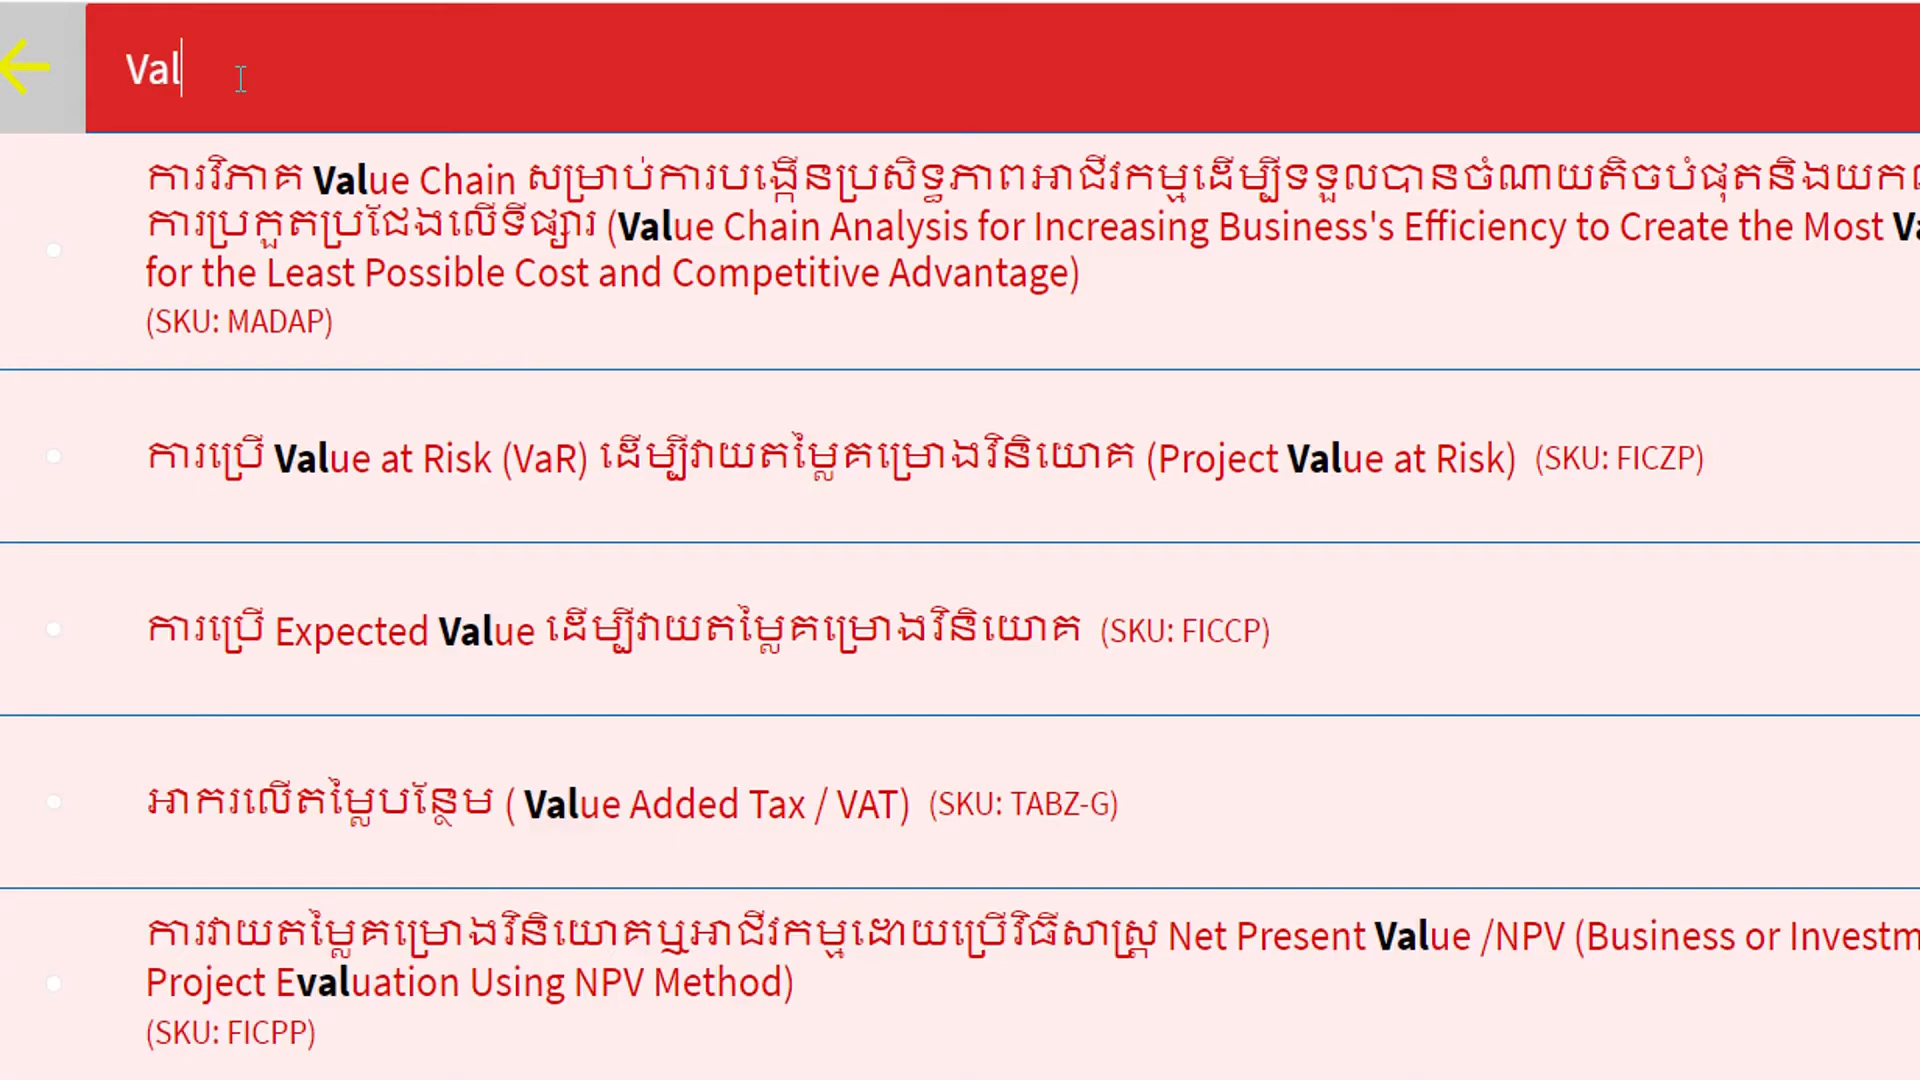 Val
ការវិភាគ Value Chain សម្រាប់ការបង្កើនប្រសិទ្ធភាពអាជីវកម្មដើម្បីទទួលបានចំណាយតិចបំផុតនិងយក
ការប្រកួតប្រជែងលើទីផ្សារ (Value Chain Analysis for Increasing Business's Efficiency to Create the Most
for the Least Possible Cost and Competitive Advantage)
(SKU: MADAP)
ការប្រើ Value at Risk (VaR) ដើម្បីវាយតម្លៃគម្រោងវិនិយោគ (Project Value at Risk) (SKU: FICZP)
ការប្រើ Expected Value ដើម្បីវាយតម្លៃគម្រោងវិនិយោគ (SKU: FICCP)
អាករលើតម្លៃបន្ថែម ( Value Added Tax / VAT) (SKU: TABZ-G)
ការវាយតម្លៃគម្រោងវិនិយោគឬអាជីវកម្មដោយប្រើវិធីសាស្ត្រ Net Present Value /NPV (Business or Investm
Project Evaluation Using NPV Method)
(SKU: FICPP)